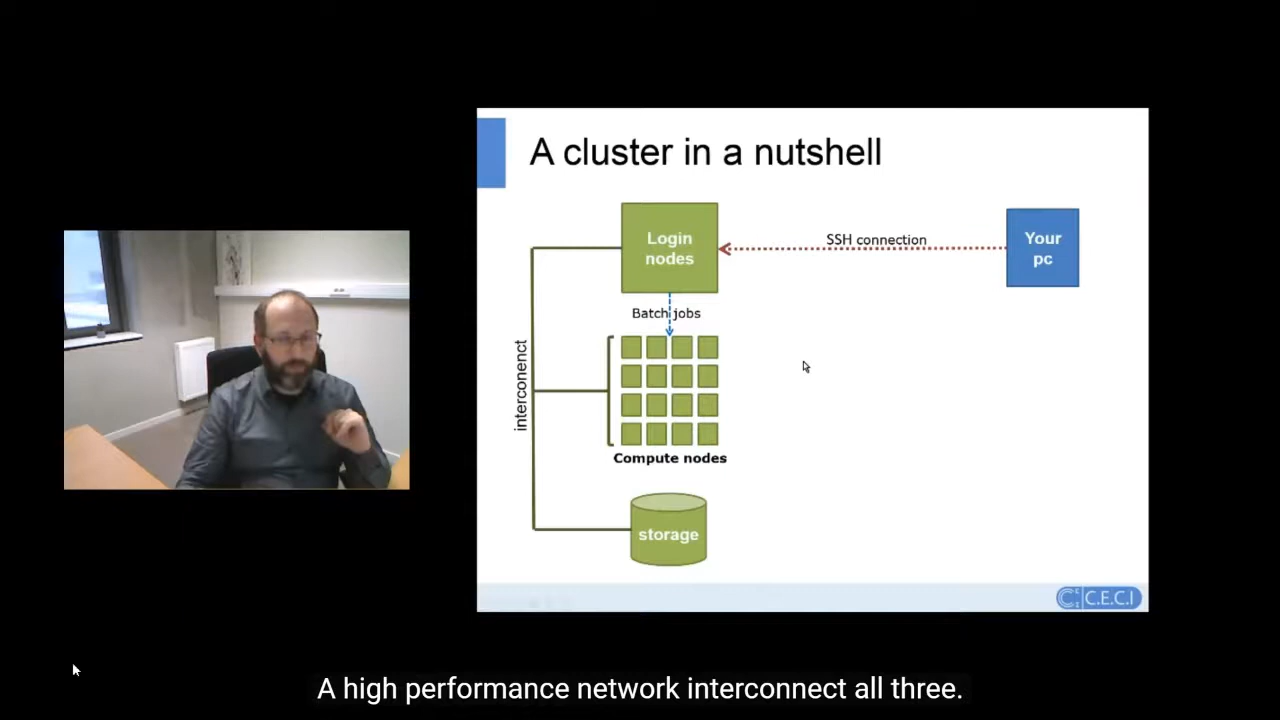 A cluster in a nutshell
Login
nodes
SSH connection
Your
pc
Batch jobs
interconenct
Compute nodes
storage
C.E.C.I
A high performance network interconnect all three.